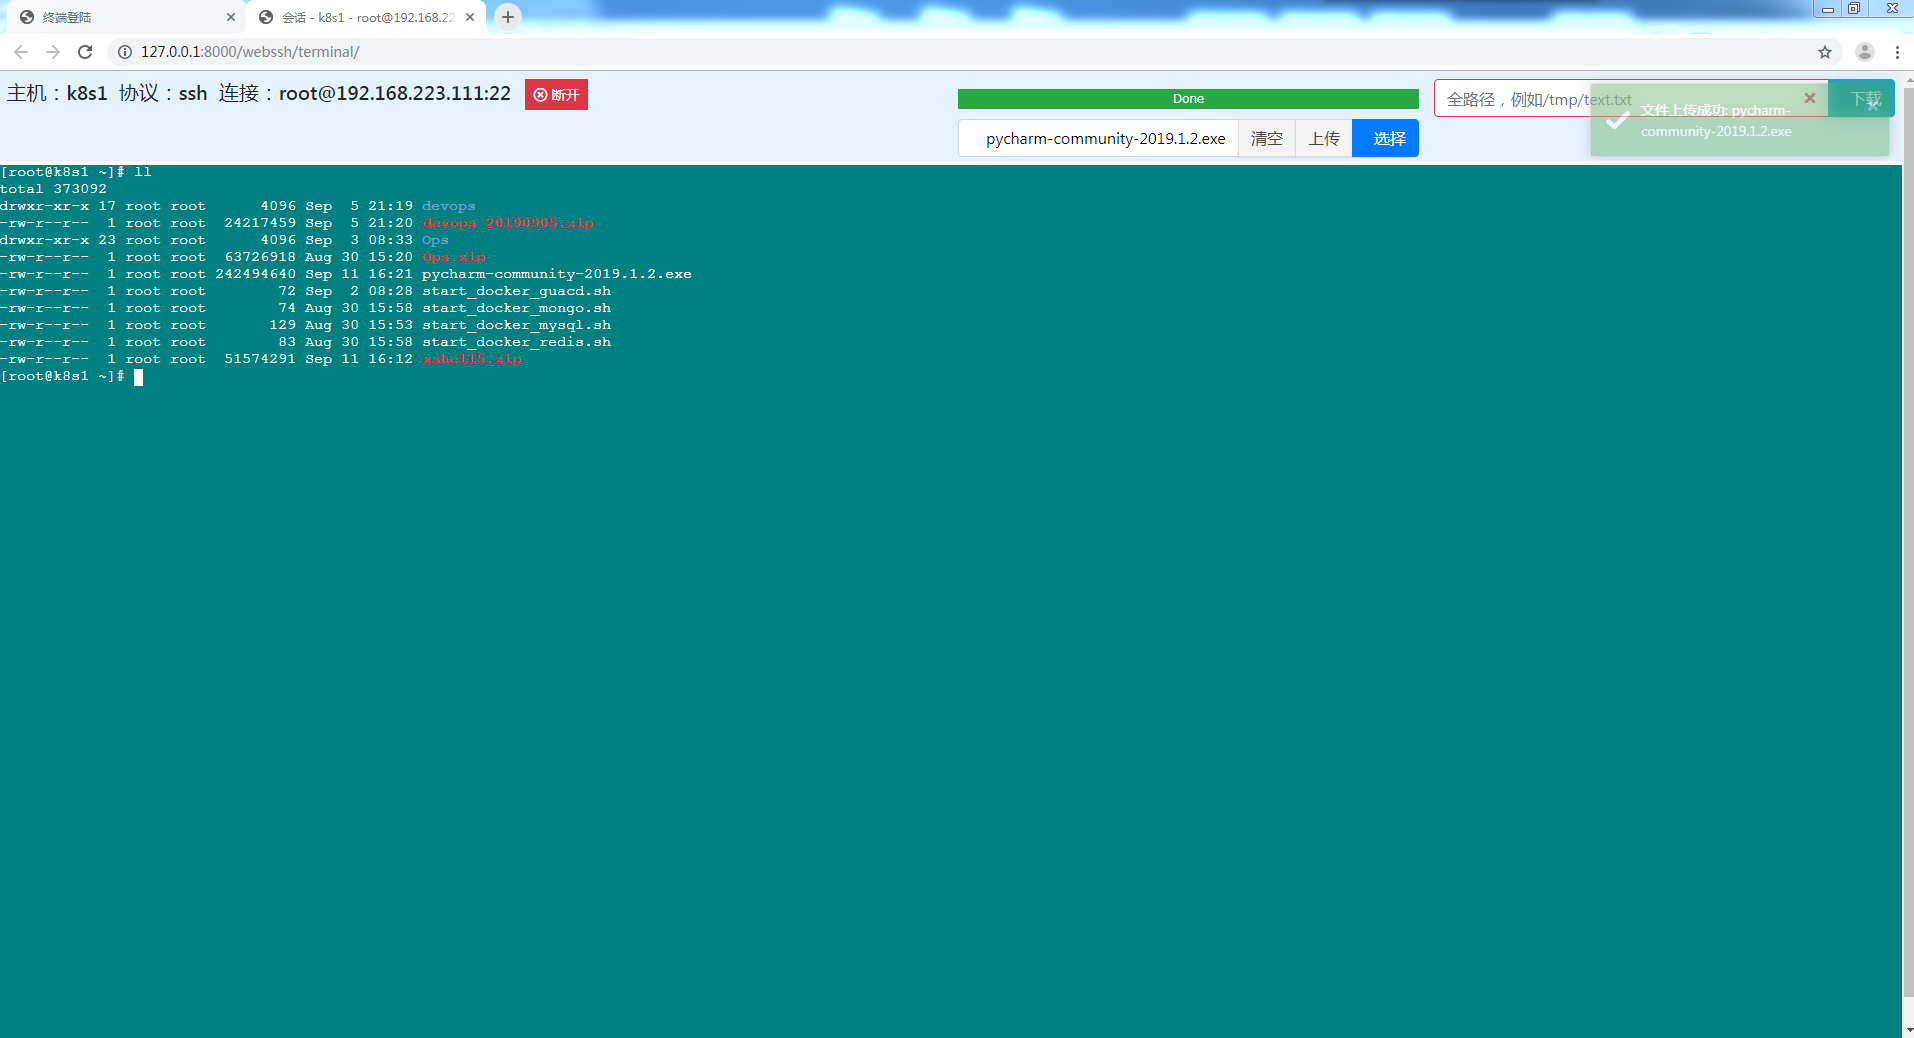 终端登陆
会话 - k8s1 - root@192.168.22
127.0.0.1:8000/webssh/terminal/
主机：k8s1 协议：ssh 连接：root@192.168.223.111:22 断开
Done
pycharm-community-2019.1.2.exe 清空 上传 选择
全路径，例如/tmp/text.txt 下载
文件上传成功: pycharm-
community-2019.1.2.exe
[root@k8s1 ~]# ll
total 373092
drwxr-xr-x 17 root root      4096 Sep  5 21:19 devops
-rw-r--r--  1 root root  24217459 Sep  5 21:20 devops_20190905.zip
drwxr-xr-x 23 root root      4096 Sep  3 08:33 Ops
-rw-r--r--  1 root root  63726918 Aug 30 15:20 Ops.zip
-rw-r--r--  1 root root 242494640 Sep 11 16:21 pycharm-community-2019.1.2.exe
-rw-r--r--  1 root root        72 Sep  2 08:28 start_docker_guacd.sh
-rw-r--r--  1 root root        74 Aug 30 15:58 start_docker_mongo.sh
-rw-r--r--  1 root root       129 Aug 30 15:53 start_docker_mysql.sh
-rw-r--r--  1 root root        83 Aug 30 15:58 start_docker_redis.sh
-rw-r--r--  1 root root  51574291 Sep 11 16:12 xshell5.zip
[root@k8s1 ~]#